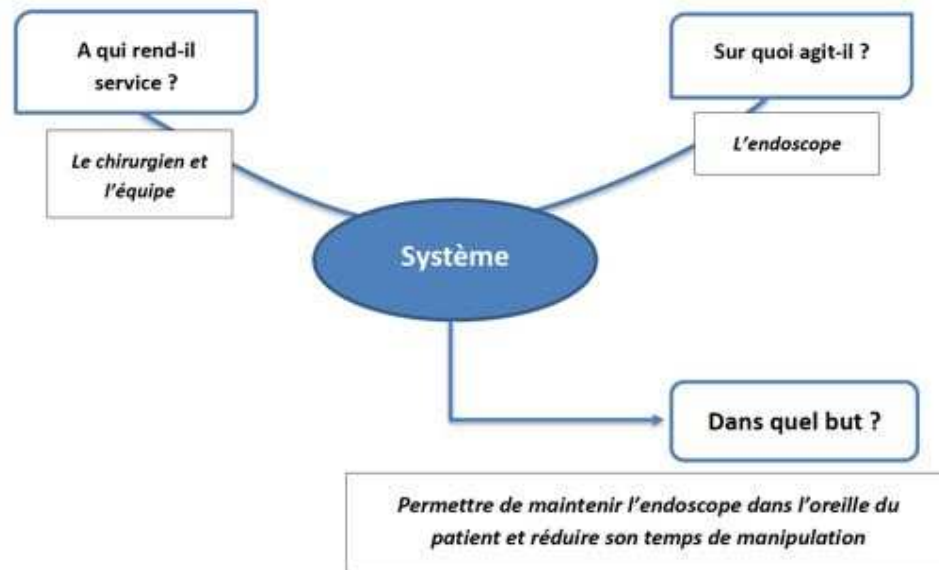 A qui rend-il
service ?
Sur quoi agit-il ?
Le chirurgien et
l'équipe
L'endoscope
Système
Dans quel but ?
Permettre de maintenir l'endoscope dans l'oreille du
patient et réduire son temps de manipulation